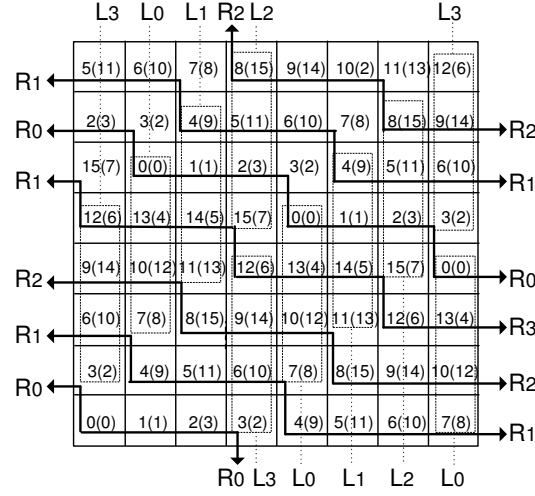 L3 L0 L1 R2 L2 L3
5(11) 6(10) 7(8) 8(15) 9(14) 10(2) 11(13) 12(6)
R1
2(3) 3(2) 4(9) 5(11) 6(10) 7(8) 8(15) 9(14)
R0 R2
15(7) 0(0) 1(1) 2(3) 3(2) 4(9) 5(11) 6(10)
R1 R1
12(6) 13(4) 14(5) 15(7) 0(0) 1(1) 2(3) 3(2)
9(14) 10(12) 11(13) 12(6) 13(4) 14(5) 15(7) 0(0)
R2 R0
6(10) 7(8) 8(15) 9(14) 10(12) 11(13) 12(6) 13(4)
R1 R3
3(2) 4(9) 5(11) 6(10) 7(8) 8(15) 9(14) 10(12)
R0 R2
0(0) 1(1) 2(3) 3(2) 4(9) 5(11) 6(10) 7(8)
R1
R0 L3 L0 L1 L2 L0